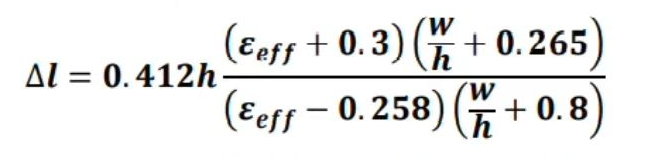 Δl = 0.412h (ε_eff + 0.3)(w/h + 0.265) / (ε_eff − 0.258)(w/h + 0.8)